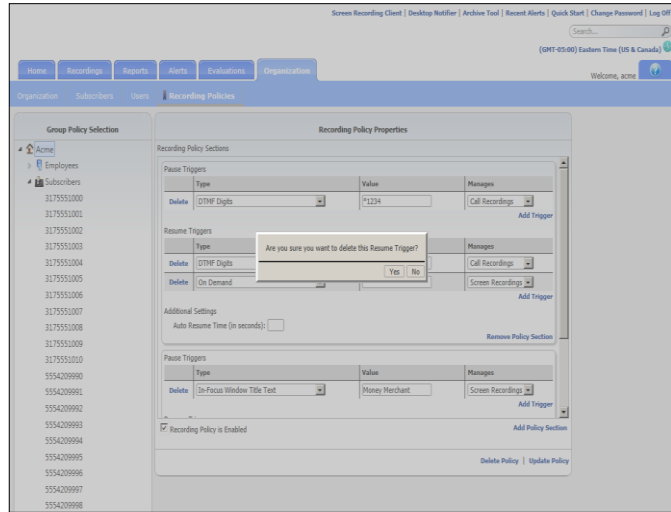 Screen Recording Client | Desktop Notifier | Archive Tool | Recent Alerts | Quick Start | Change Password | Log Off
Search...
(GMT-05:00) Eastern Time (US & Canada)
Home Recordings Reports Alerts Evaluations Organization
Welcome, acme
Organization Subscribers Users Recording Policies
Group Policy Selection
Acme
Employees
Subscribers
3175551000
3175551001
3175551002
3175551003
3175551004
3175551005
3175551006
3175551007
3175551008
3175551009
3175551010
5554209990
5554209991
5554209992
5554209993
5554209994
5554209995
5554209996
5554209997
5554209998
Recording Policy Properties
Recording Policy Sections
Pause Triggers
Type Value Manages
Delete DTMF Digits *1234 Call Recordings
Add Trigger
Resume Triggers
Type Manages
Delete DTMF Digits Call Recordings
Delete On Demand Screen Recordings
Add Trigger
Are you sure you want to delete this Resume Trigger?
Yes No
Additional Settings
Auto Resume Time (in seconds):
Remove Policy Section
Pause Triggers
Type Value Manages
Delete In-Focus Window Title Text Money Merchant Screen Recordings
Add Trigger
Recording Policy is Enabled
Add Policy Section
Delete Policy | Update Policy